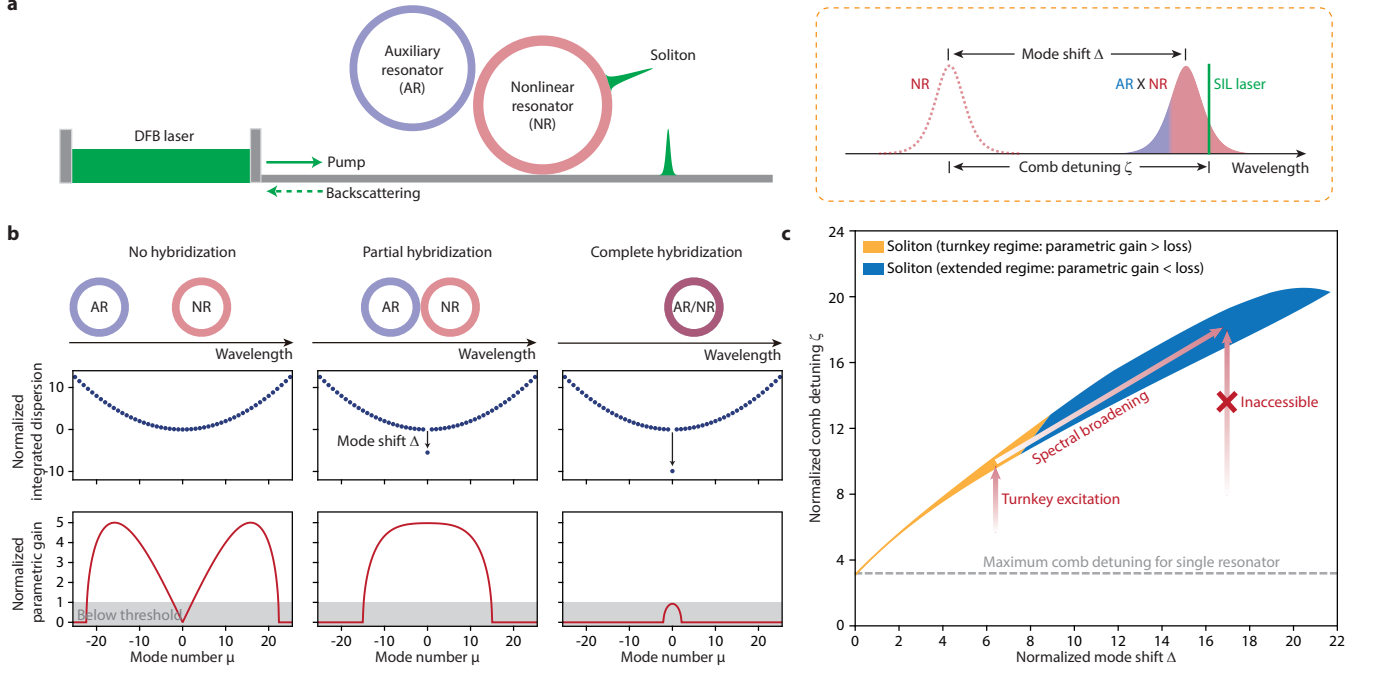 a
Auxiliary
resonator
(AR)
Nonlinear
resonator
(NR)
Soliton
DFB laser
Pump
Backscattering
Mode shift Δ
NR
AR X NR
SIL laser
Comb detuning ζ
Wavelength
b
No hybridization
Partial hybridization
Complete hybridization
AR
NR
AR
NR
AR/NR
Wavelength
Wavelength
Wavelength
Normalized
integrated dispersion
10
0
-10
Mode shift Δ
Normalized
parametric gain
5
4
3
2
1
0
Below threshold
-20 -10 0 10 20
-20 -10 0 10 20
-20 -10 0 10 20
Mode number μ
Mode number μ
Mode number μ
c
Soliton (turnkey regime: parametric gain > loss)
Soliton (extended regime: parametric gain < loss)
Normalized comb detuning ζ
24
20
16
12
8
4
0
Spectral broadening
Inaccessible
Turnkey excitation
Maximum comb detuning for single resonator
0 2 4 6 8 10 12 14 16 18 20 22
Normalized mode shift Δ